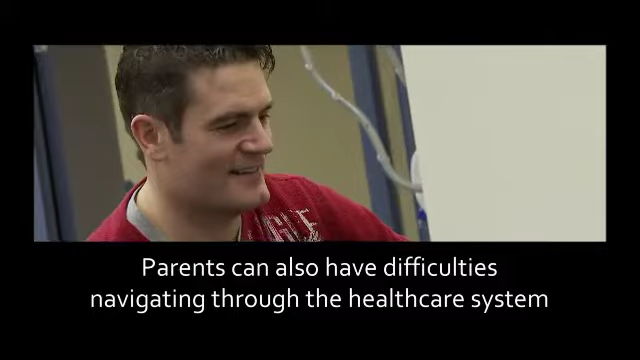 Parents can also have difficulties
navigating through the healthcare system